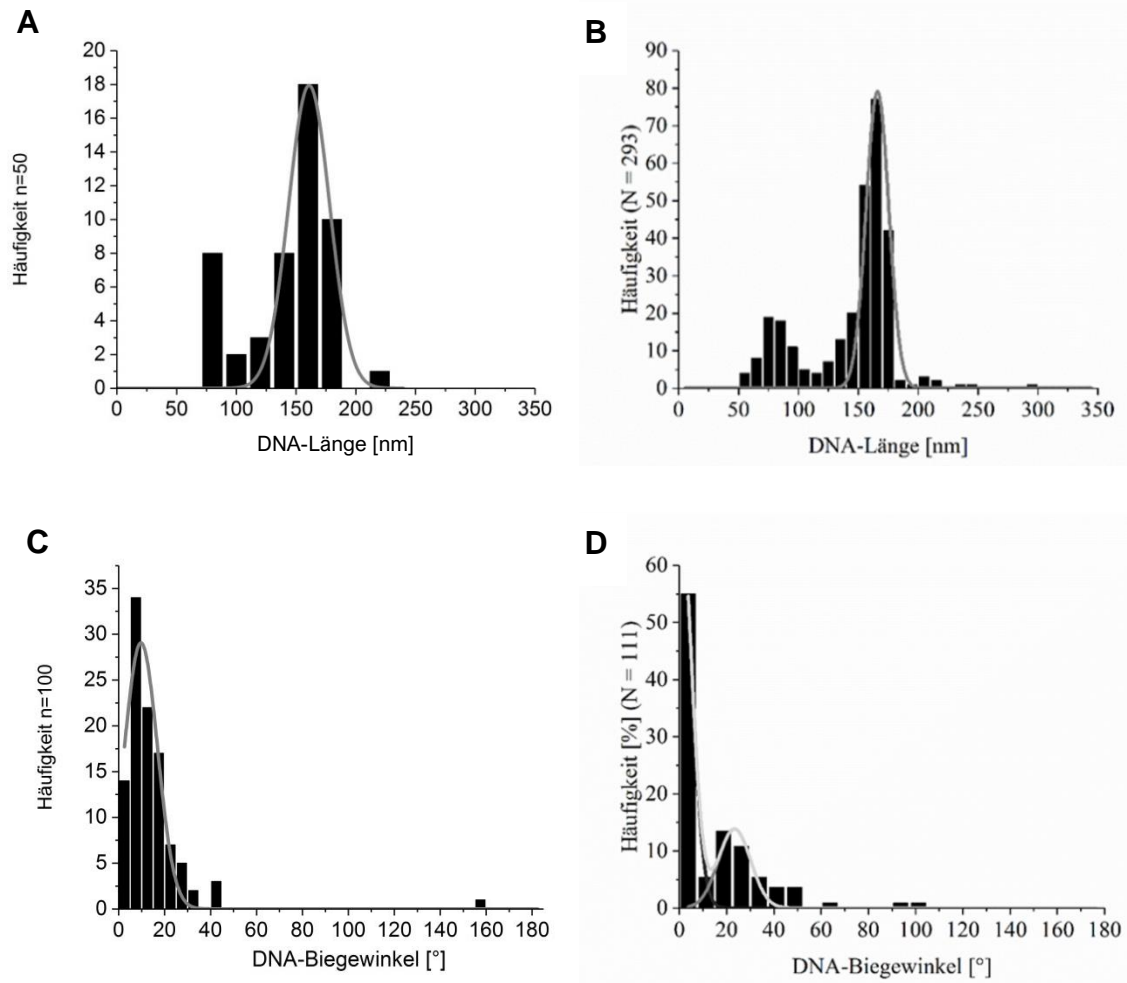 A
Häufigkeit n=50
20
18
16
14
12
10
8
6
4
2
0
0 50 100 150 200 250 300 350
DNA-Länge [nm]
B
Häufigkeit (N = 293)
90
80
70
60
50
40
30
20
10
0
0 50 100 150 200 250 300 350
DNA-Länge [nm]
C
Häufigkeit n=100
35
30
25
20
15
10
5
0
0 20 40 60 80 100 120 140 160 180
DNA-Biegewinkel [°]
D
Häufigkeit [%] (N = 111)
60
50
40
30
20
10
0
0 20 40 60 80 100 120 140 160 180
DNA-Biegewinkel [°]